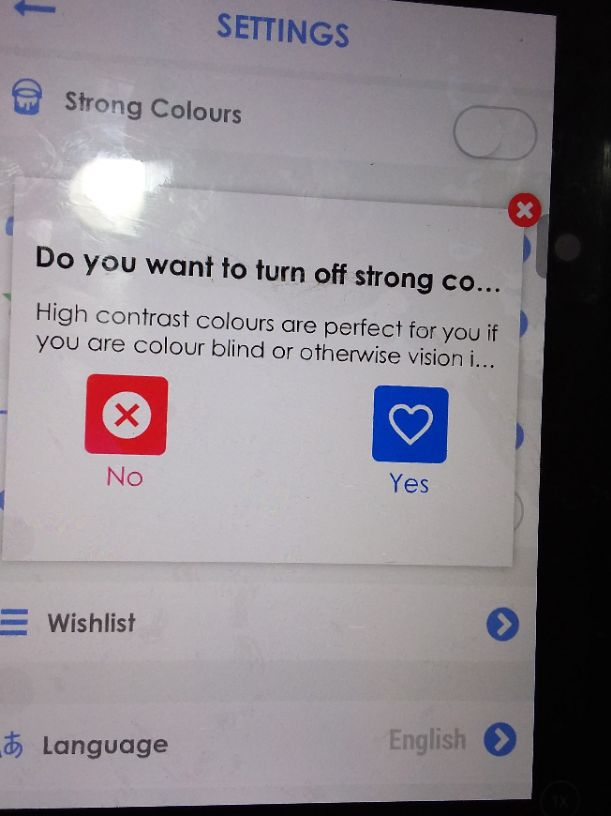 SETTINGS
Strong Colours
Do you want to turn off strong co...
High contrast colours are perfect for you if
you are colour blind or otherwise vision i...
No
Yes
Wishlist
あ Language
English